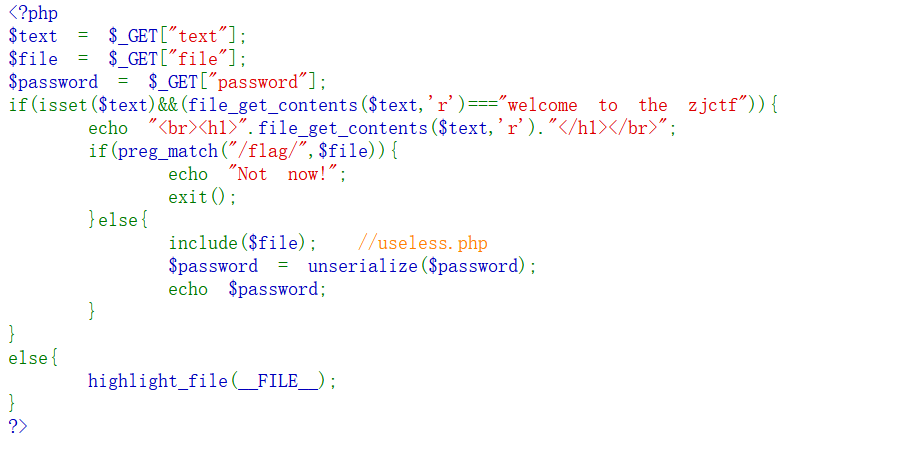 <?php
$text = $_GET["text"];
$file = $_GET["file"];
$password = $_GET["password"];
if(isset($text)&&(file_get_contents($text,'r')==="welcome to the zjctf")){
echo "<br><h1>".file_get_contents($text,'r')."</h1></br>";
if(preg_match("/flag/",$file)){
echo "Not now!";
exit();
}else{
include($file); //useless.php
$password = unserialize($password);
echo $password;
}
}
else{
highlight_file(__FILE__);
}
?>